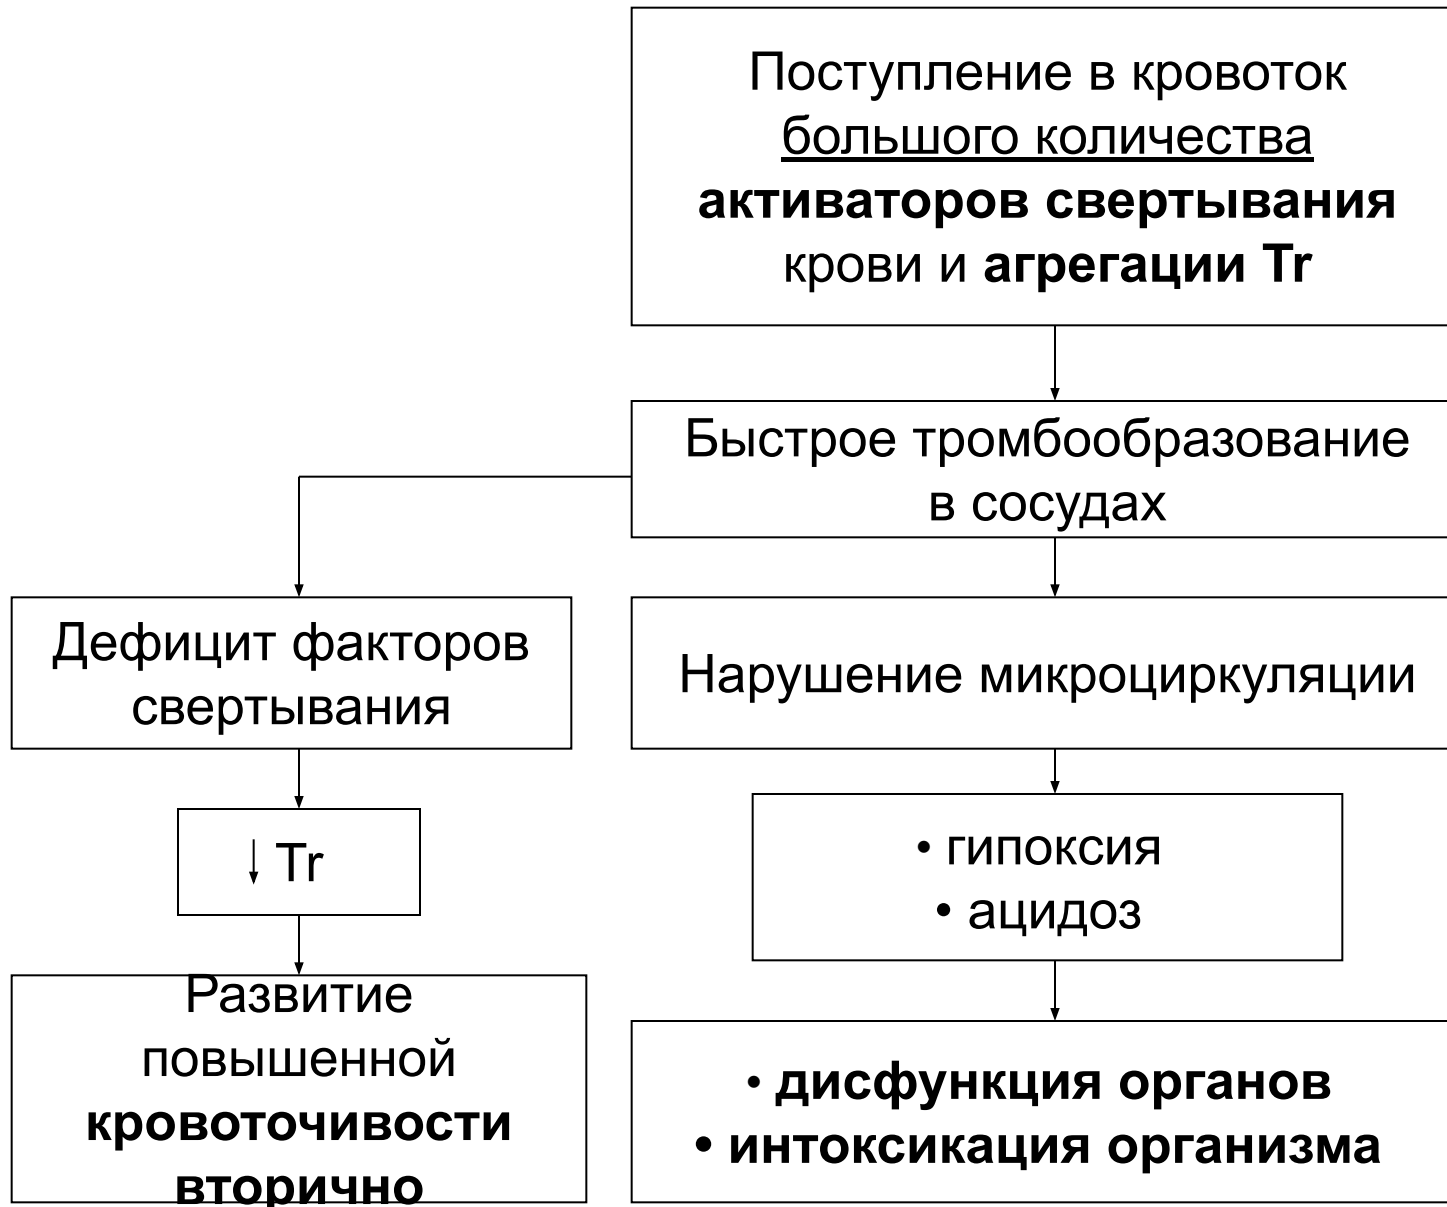 Поступление в кровоток
большого количества
активаторов свертывания
крови и агрегации Tr
Быстрое тромбообразование
в сосудах
Дефицит факторов
свертывания
Нарушение микроциркуляции
↓ Tr
• гипоксия
• ацидоз
Развитие
повышенной
кровоточивости
вторично
• дисфункция органов
• интоксикация организма